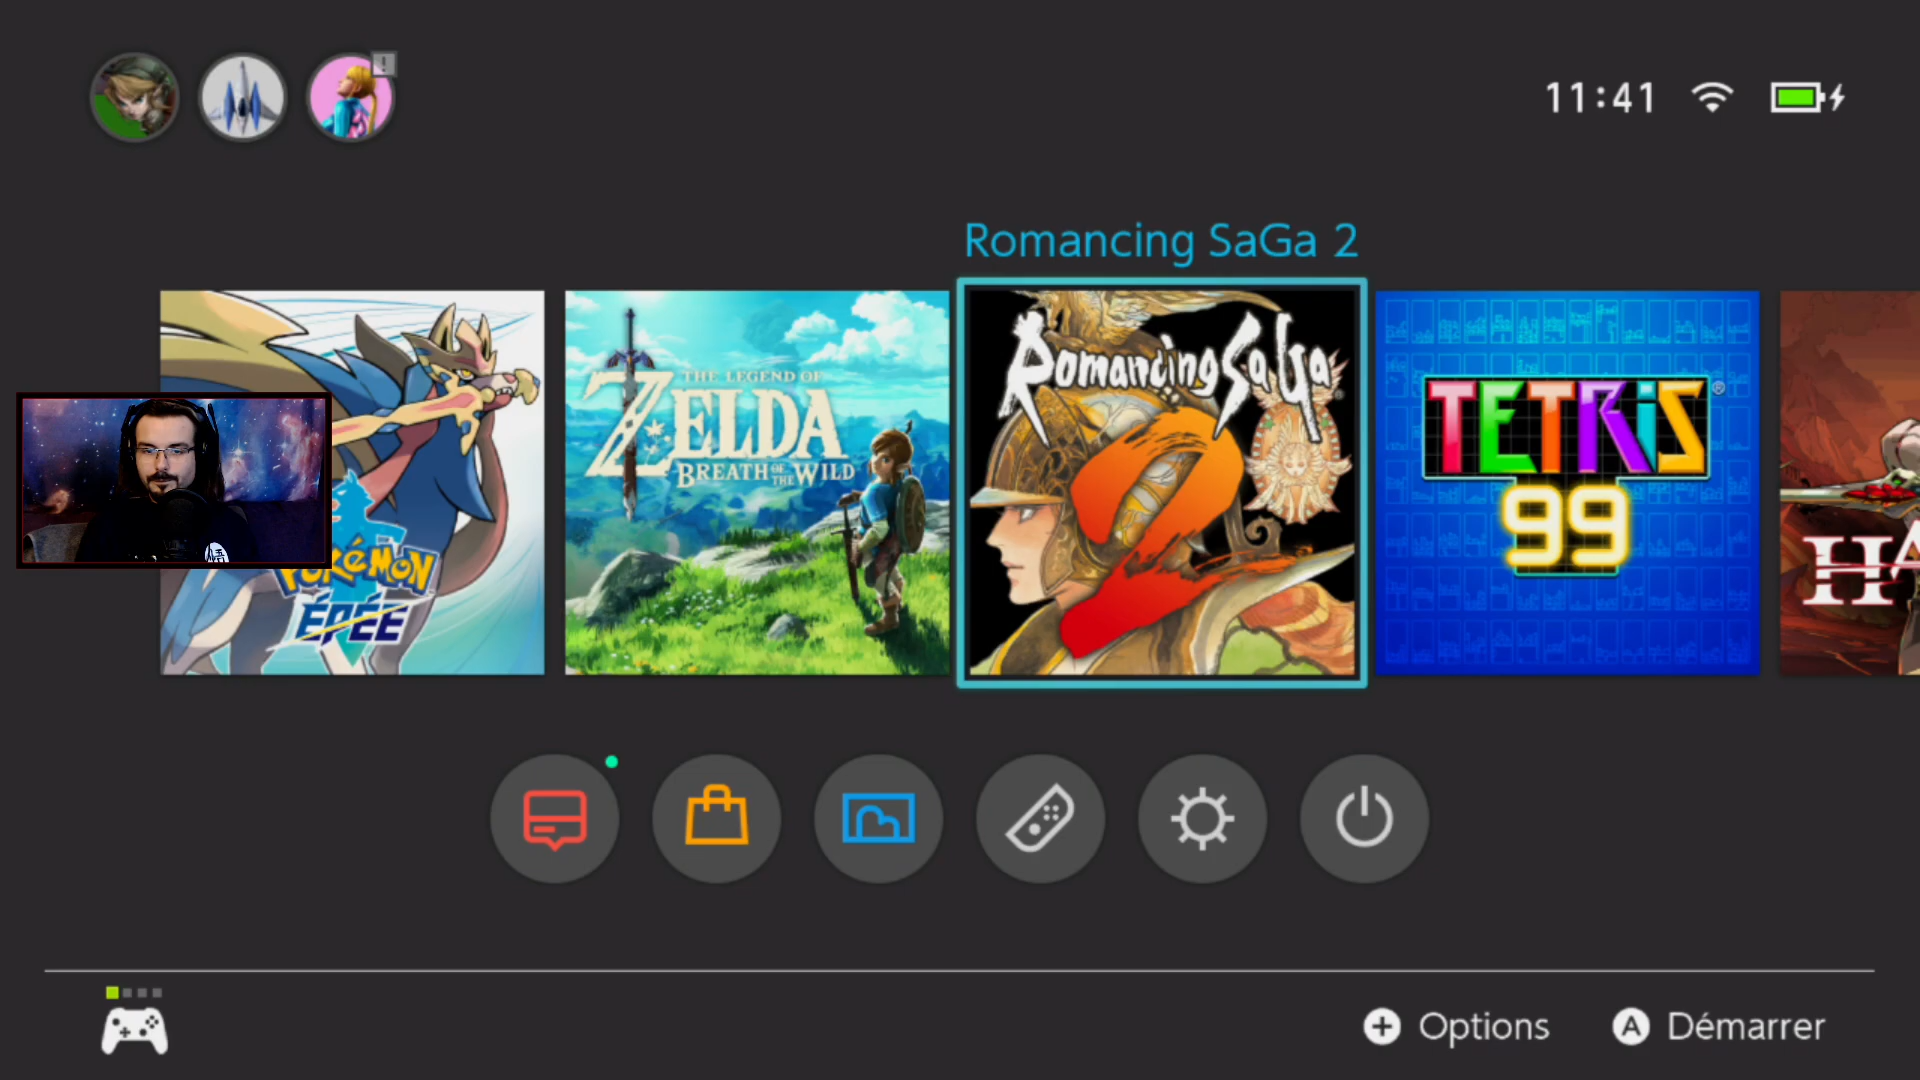 11:41
Romancing SaGa 2
POKÉMON
ÉPÉE
THE LEGEND OF
ZELDA
BREATH OF THE WILD
Romancing SaGa
2
TETRIS®
99
+ Options
A Démarrer